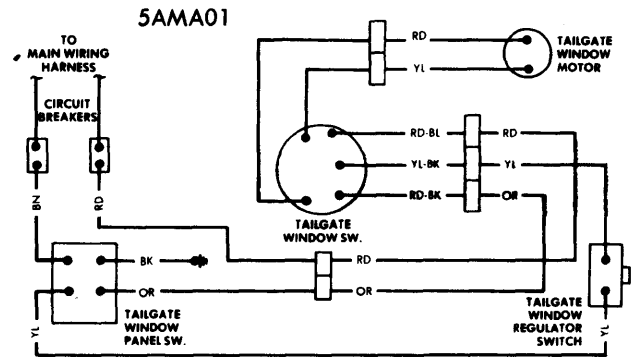 5AMA01
TO
MAIN WIRING
HARNESS
CIRCUIT
BREAKERS
RD
YL
TAILGATE
WINDOW
MOTOR
RD-BL
RD
YL-BK
YL
RD-BK
OR
TAILGATE
WINDOW SW.
BN
RD
BK
RD
OR
OR
TAILGATE
WINDOW
PANEL SW.
TAILGATE
WINDOW
REGULATOR
SWITCH
YL
YL